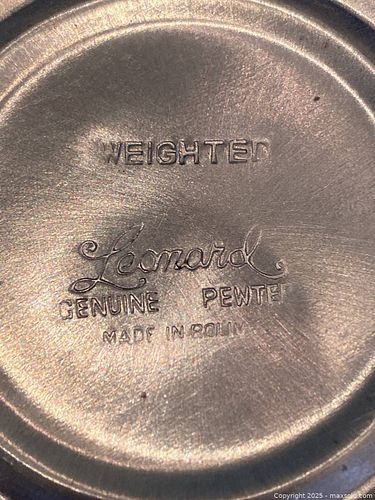 WEIGHTED
Leonard
GENUINE PEWTER
MADE IN
Copyright 2025 - maxsold.com